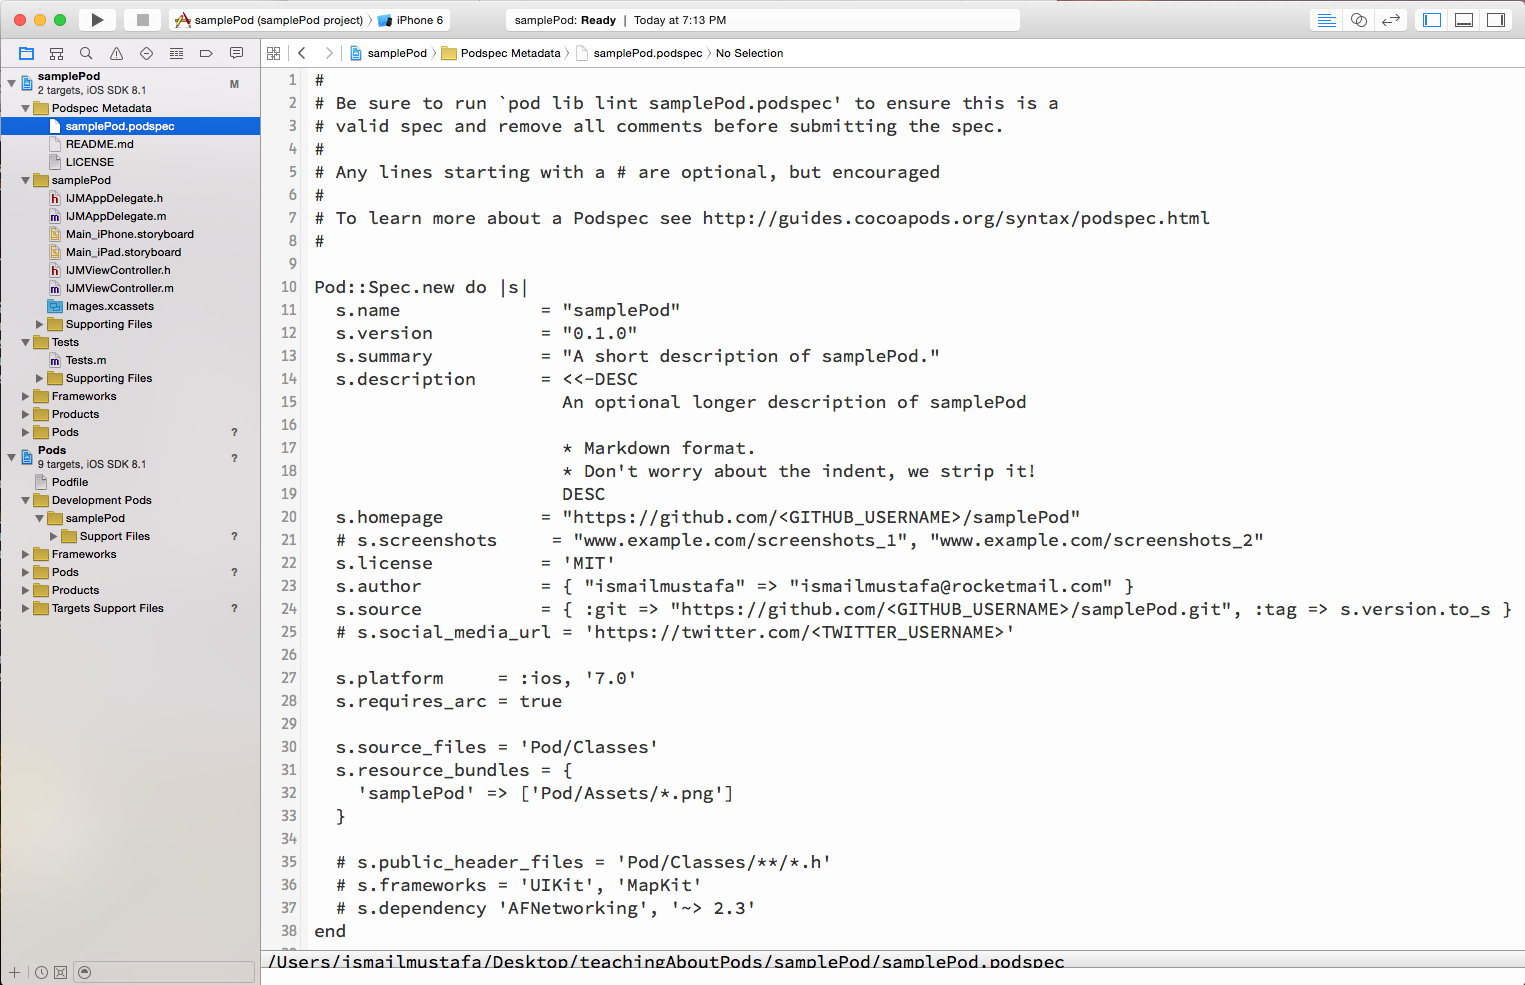 samplePod (samplePod project) iPhone 6
samplePod: Ready | Today at 7:13 PM
samplePod Podspec Metadata samplePod.podspec No Selection
samplePod
2 targets, iOS SDK 8.1
M
Podspec Metadata
samplePod.podspec
README.md
LICENSE
samplePod
IJMAppDelegate.h
IJMAppDelegate.m
Main_iPhone.storyboard
Main_iPad.storyboard
IJMViewController.h
IJMViewController.m
Images.xcassets
Supporting Files
Tests
Tests.m
Supporting Files
Frameworks
Products
Pods ?
Pods
9 targets, iOS SDK 8.1
?
Podfile
Development Pods
samplePod
Support Files ?
Frameworks
Pods ?
Products
Targets Support Files ?
1 #
2 # Be sure to run `pod lib lint samplePod.podspec' to ensure this is a
3 # valid spec and remove all comments before submitting the spec.
4 #
5 # Any lines starting with a # are optional, but encouraged
6 #
7 # To learn more about a Podspec see http://guides.cocoapods.org/syntax/podspec.html
8 #
9
10 Pod::Spec.new do |s|
11 s.name = "samplePod"
12 s.version = "0.1.0"
13 s.summary = "A short description of samplePod."
14 s.description = <<-DESC
15 An optional longer description of samplePod
16
17 * Markdown format.
18 * Don't worry about the indent, we strip it!
19 DESC
20 s.homepage = "https://github.com/<GITHUB_USERNAME>/samplePod"
21 # s.screenshots = "www.example.com/screenshots_1", "www.example.com/screenshots_2"
22 s.license = 'MIT'
23 s.author = { "ismailmustafa" => "ismailmustafa@rocketmail.com" }
24 s.source = { :git => "https://github.com/<GITHUB_USERNAME>/samplePod.git", :tag => s.version.to_s }
25 # s.social_media_url = 'https://twitter.com/<TWITTER_USERNAME>'
26
27 s.platform = :ios, '7.0'
28 s.requires_arc = true
29
30 s.source_files = 'Pod/Classes'
31 s.resource_bundles = {
32 'samplePod' => ['Pod/Assets/*.png']
33 }
34
35 # s.public_header_files = 'Pod/Classes/**/*.h'
36 # s.frameworks = 'UIKit', 'MapKit'
37 # s.dependency 'AFNetworking', '~> 2.3'
38 end
/Users/ismailmustafa/Desktop/teachingAboutPods/samplePod/samplePod.podspec